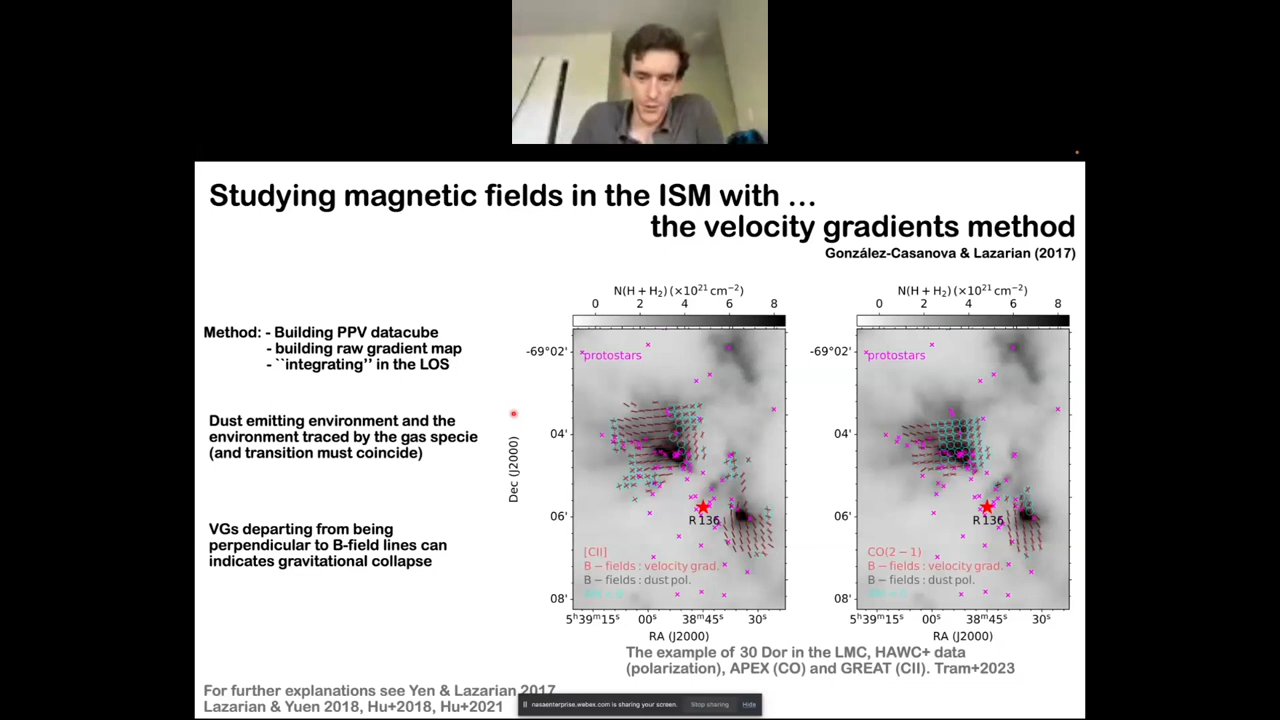 Studying magnetic fields in the ISM with ...
the velocity gradients method
González-Casanova & Lazarian (2017)
Method: - Building PPV datacube
- building raw gradient map
- ``integrating'' in the LOS
Dust emitting environment and the
environment traced by the gas specie
(and transition must coincide)
VGs departing from being
perpendicular to B-field lines can
indicates gravitational collapse
N(H + H₂) (×10²¹ cm⁻²)
0 2 4 6 8
-69°02'
04'
06'
08'
Dec (J2000)
protostars
R 136
[CII]
B − fields : velocity grad.
B − fields : dust pol.
5ʰ39ᵐ15ˢ 00ˢ 38ᵐ45ˢ 30ˢ
RA (J2000)
N(H + H₂) (×10²¹ cm⁻²)
0 2 4 6 8
-69°02'
04'
06'
08'
protostars
R 136
CO(2 − 1)
B − fields : velocity grad.
B − fields : dust pol.
5ʰ39ᵐ15ˢ 00ˢ 38ᵐ45ˢ 30ˢ
RA (J2000)
The example of 30 Dor in the LMC, HAWC+ data
(polarization), APEX (CO) and GREAT (CII). Tram+2023
For further explanations see Yen & Lazarian 2017
Lazarian & Yuen 2018, Hu+2018, Hu+2021
nasaenterprise.webex.com is sharing your screen. Stop sharing Hide